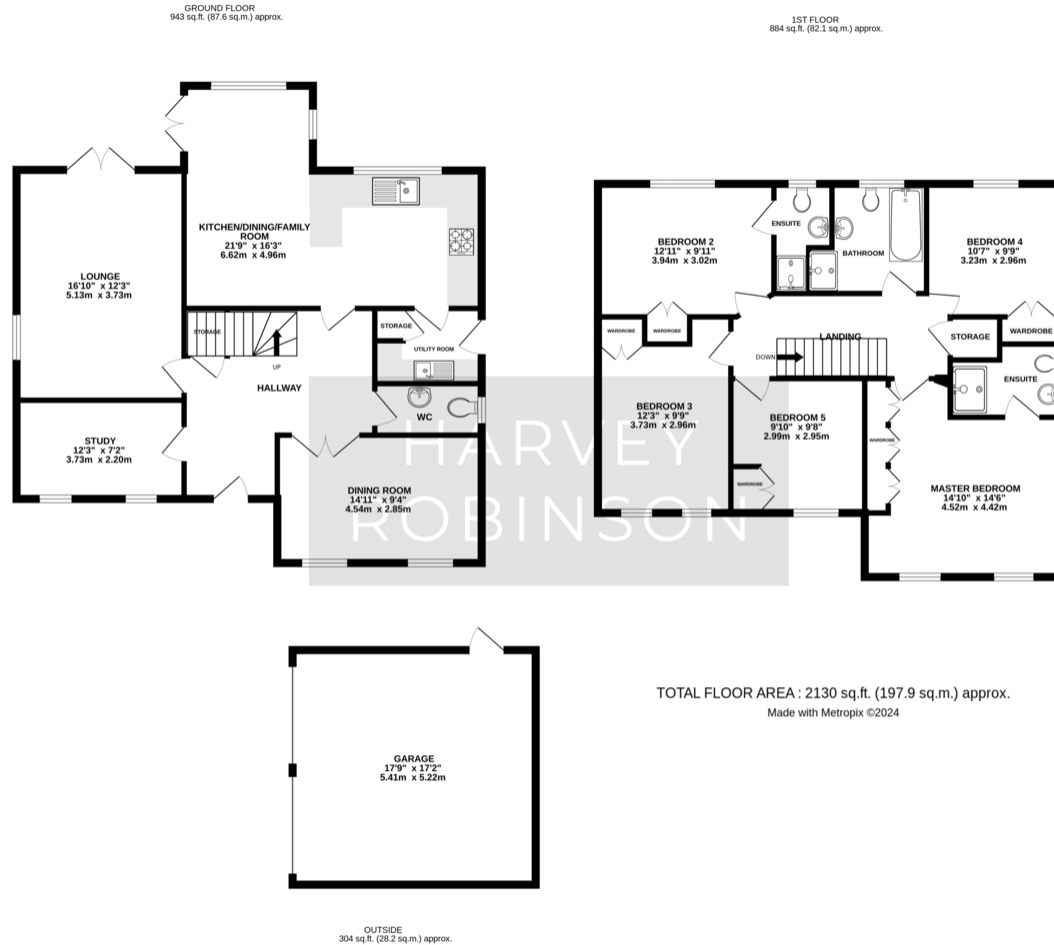 GROUND FLOOR
943 sq.ft. (87.6 sq.m.) approx.
1ST FLOOR
884 sq.ft. (82.1 sq.m.) approx.
KITCHEN/DINING/FAMILY
ROOM
21'9" x 16'3"
6.62m x 4.96m
LOUNGE
16'10" x 12'3"
5.13m x 3.73m
STORAGE
UP
HALLWAY
STORAGE
UTILITY ROOM
WC
STUDY
12'3" x 7'2"
3.73m x 2.20m
DINING ROOM
14'11" x 9'4"
4.54m x 2.85m
BEDROOM 2
12'11" x 9'11"
3.94m x 3.02m
ENSUITE
BATHROOM
BEDROOM 4
10'7" x 9'9"
3.23m x 2.96m
WARDROBE
WARDROBE
LANDING
DOWN
STORAGE
WARDROBE
ENSUITE
BEDROOM 3
12'3" x 9'9"
3.73m x 2.96m
BEDROOM 5
9'10" x 9'8"
2.99m x 2.95m
WARDROBE
WARDROBE
MASTER BEDROOM
14'10" x 14'6"
4.52m x 4.42m
HARVEY
ROBINSON
GARAGE
17'9" x 17'2"
5.41m x 5.22m
OUTSIDE
304 sq.ft. (28.2 sq.m.) approx.
TOTAL FLOOR AREA : 2130 sq.ft. (197.9 sq.m.) approx.
Made with Metropix ©2024